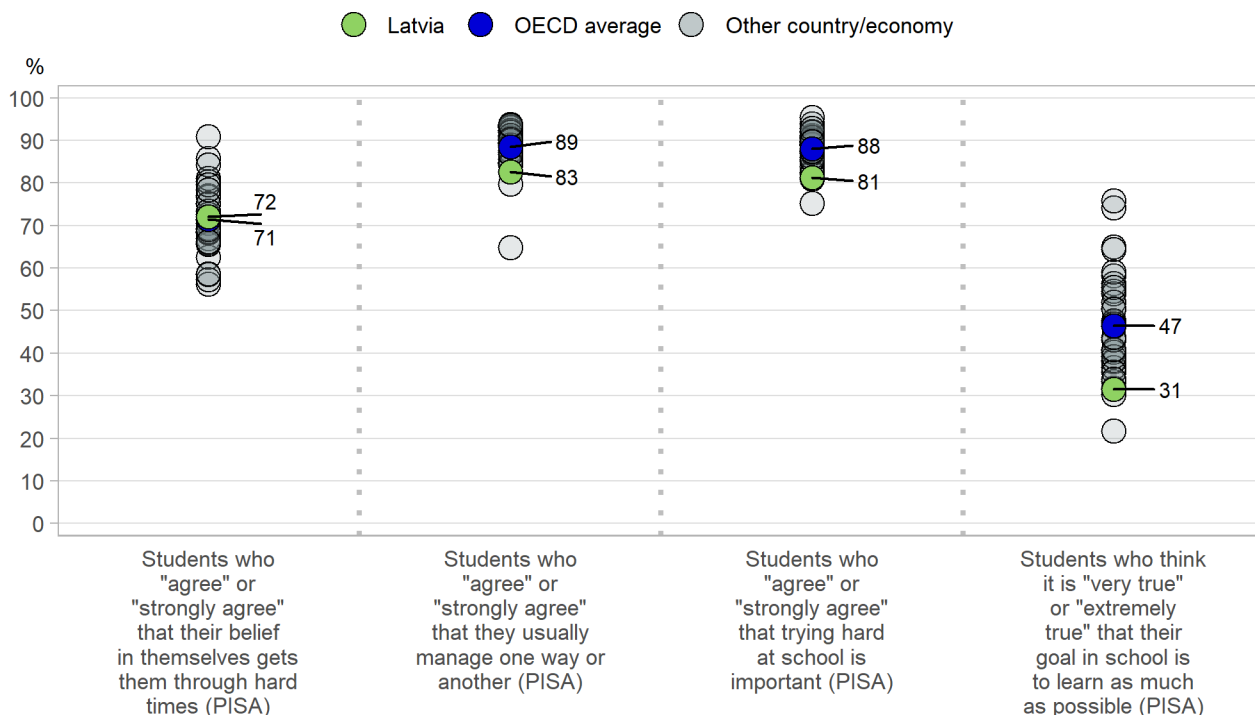 Latvia OECD average Other country/economy
%
100
90
80
70
60
50
40
30
20
10
0
72
71
89
83
88
81
47
31
Students who
"agree" or
"strongly agree"
that their belief
in themselves gets
them through hard
times (PISA)
Students who
"agree" or
"strongly agree"
that they usually
manage one way or
another (PISA)
Students who
"agree" or
"strongly agree"
that trying hard
at school is
important (PISA)
Students who think
it is "very true"
or "extremely
true" that their
goal in school is
to learn as much
as possible (PISA)